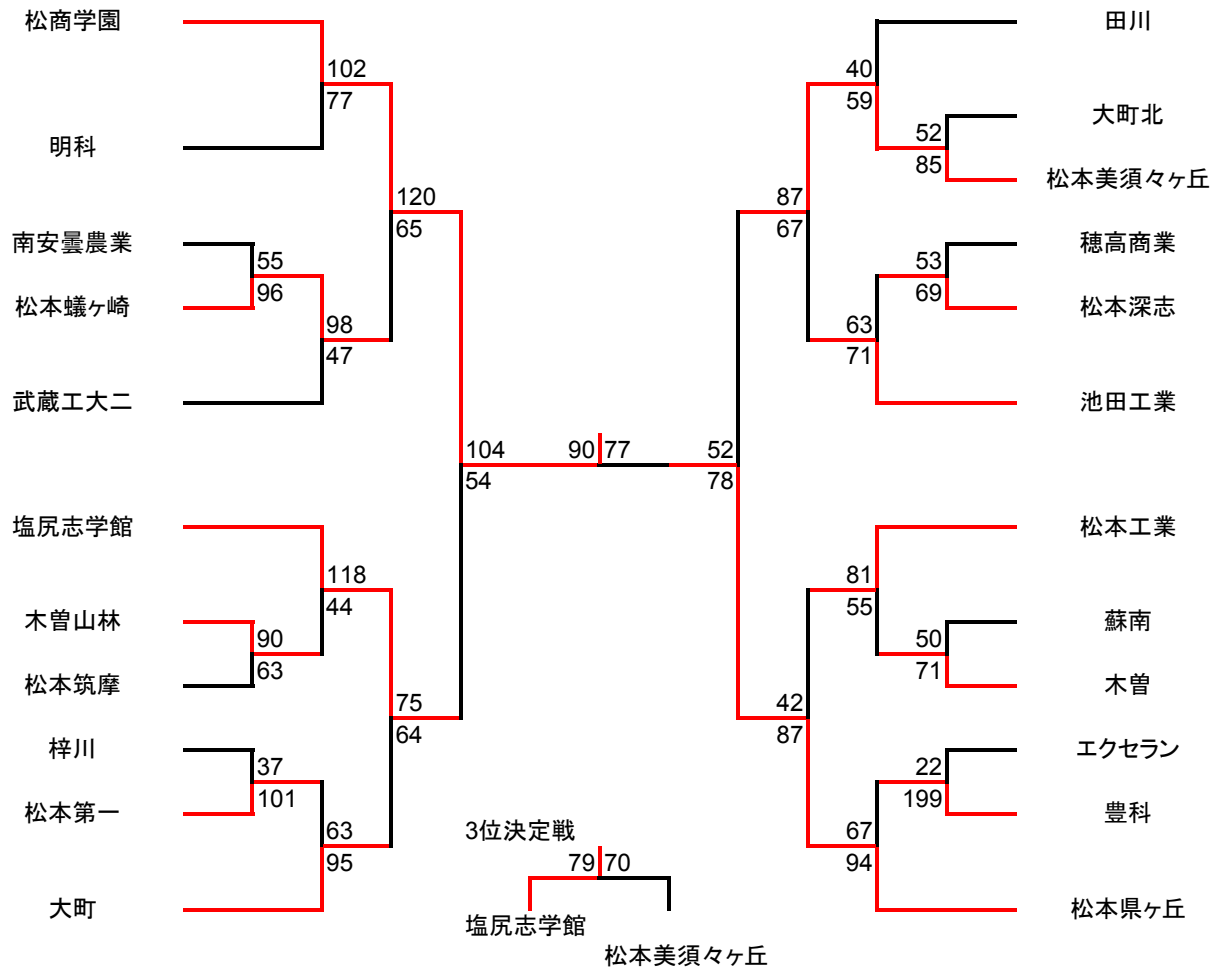 松商学園
102
77
明科
120
65
南安曇農業
55
96
松本蟻ヶ崎
98
47
武蔵工大二
104
54
塩尻志学館
118
44
木曽山林
90
63
松本筑摩
75
64
梓川
37
101
松本第一
63
95
大町
90 77
田川
40
59
大町北
52
85
松本美須々ヶ丘
87
67
穂高商業
53
69
松本深志
63
71
池田工業
52
78
松本工業
81
55
蘇南
50
71
木曽
42
87
エクセラン
22
199
豊科
67
94
松本県ヶ丘
3位決定戦
79 70
塩尻志学館
松本美須々ヶ丘